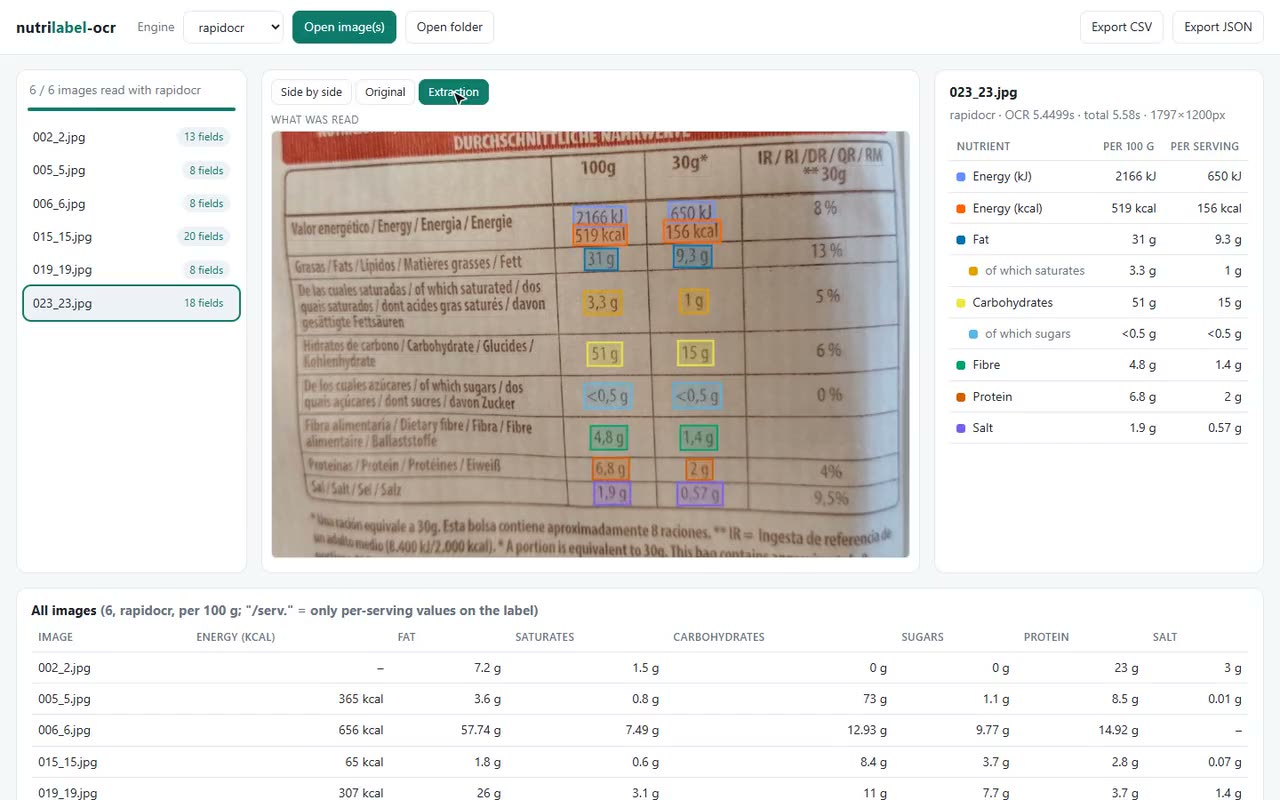 nutrilabel-ocr Engine rapidocr Open image(s) Open folder Export CSV Export JSON
6 / 6 images read with rapidocr
002_2.jpg 13 fields
005_5.jpg 8 fields
006_6.jpg 8 fields
015_15.jpg 20 fields
019_19.jpg 8 fields
023_23.jpg 18 fields
Side by side Original Extraction
WHAT WAS READ
DURCHSCHNITTLICHE NÄHRWERTE
100g 30g* IR / RI /DR/ QR/ RM
** 30g
Valor energético / Energy / Energia / Energie 2166 kJ 650 kJ 8 %
519 kcal 156 kcal
Grasas / Fats / Lípidos / Matières grasses / Fett 31 g 9,3 g 13 %
De las cuales saturadas / of which saturated / dos
quais saturados / dont acides gras saturés / davon 3,3 g 1 g 5 %
gesättigte Fettsäuren
Hidratos de carbono / Carbohydrate / Glucides /
Kohlenhydrate 51 g 15 g 6 %
De los cuales azúcares / of which sugars / dos
quais açúcares / dont sucres / davon Zucker <0,5 g <0,5 g 0 %
Fibra alimentaria / Dietary fibre / Fibra / Fibre
alimentaire / Ballaststoffe 4,8 g 1,4 g
Proteinas / Protein / Protéines / Eiweiß 6,8 g 2 g 4%
Sal / Salt / Sel / Salz 1,9 g 0,57 g 9,5%
* Una ración equivale a 30g. Esta bolsa contiene aproximadamente 8 raciones. ** IR = Ingesta de referencia de
un adulto medio (8.400 kJ/2.000 kcal). * A portion is equivalent to 30g. This bag contains
023_23.jpg
rapidocr · OCR 5.4499s · total 5.58s · 1797×1200px
NUTRIENT PER 100 G PER SERVING
Energy (kJ) 2166 kJ 650 kJ
Energy (kcal) 519 kcal 156 kcal
Fat 31 g 9.3 g
of which saturates 3.3 g 1 g
Carbohydrates 51 g 15 g
of which sugars <0.5 g <0.5 g
Fibre 4.8 g 1.4 g
Protein 6.8 g 2 g
Salt 1.9 g 0.57 g
All images (6, rapidocr, per 100 g; "/serv." = only per-serving values on the label)
IMAGE ENERGY (KCAL) FAT SATURATES CARBOHYDRATES SUGARS PROTEIN SALT
002_2.jpg – 7.2 g 1.5 g 0 g 0 g 23 g 3 g
005_5.jpg 365 kcal 3.6 g 0.8 g 73 g 1.1 g 8.5 g 0.01 g
006_6.jpg 656 kcal 57.74 g 7.49 g 12.93 g 9.77 g 14.92 g –
015_15.jpg 65 kcal 1.8 g 0.6 g 8.4 g 3.7 g 2.8 g 0.07 g
019_19.jpg 307 kcal 26 g 3.1 g 11 g 7.7 g 3.7 g 1.4 g